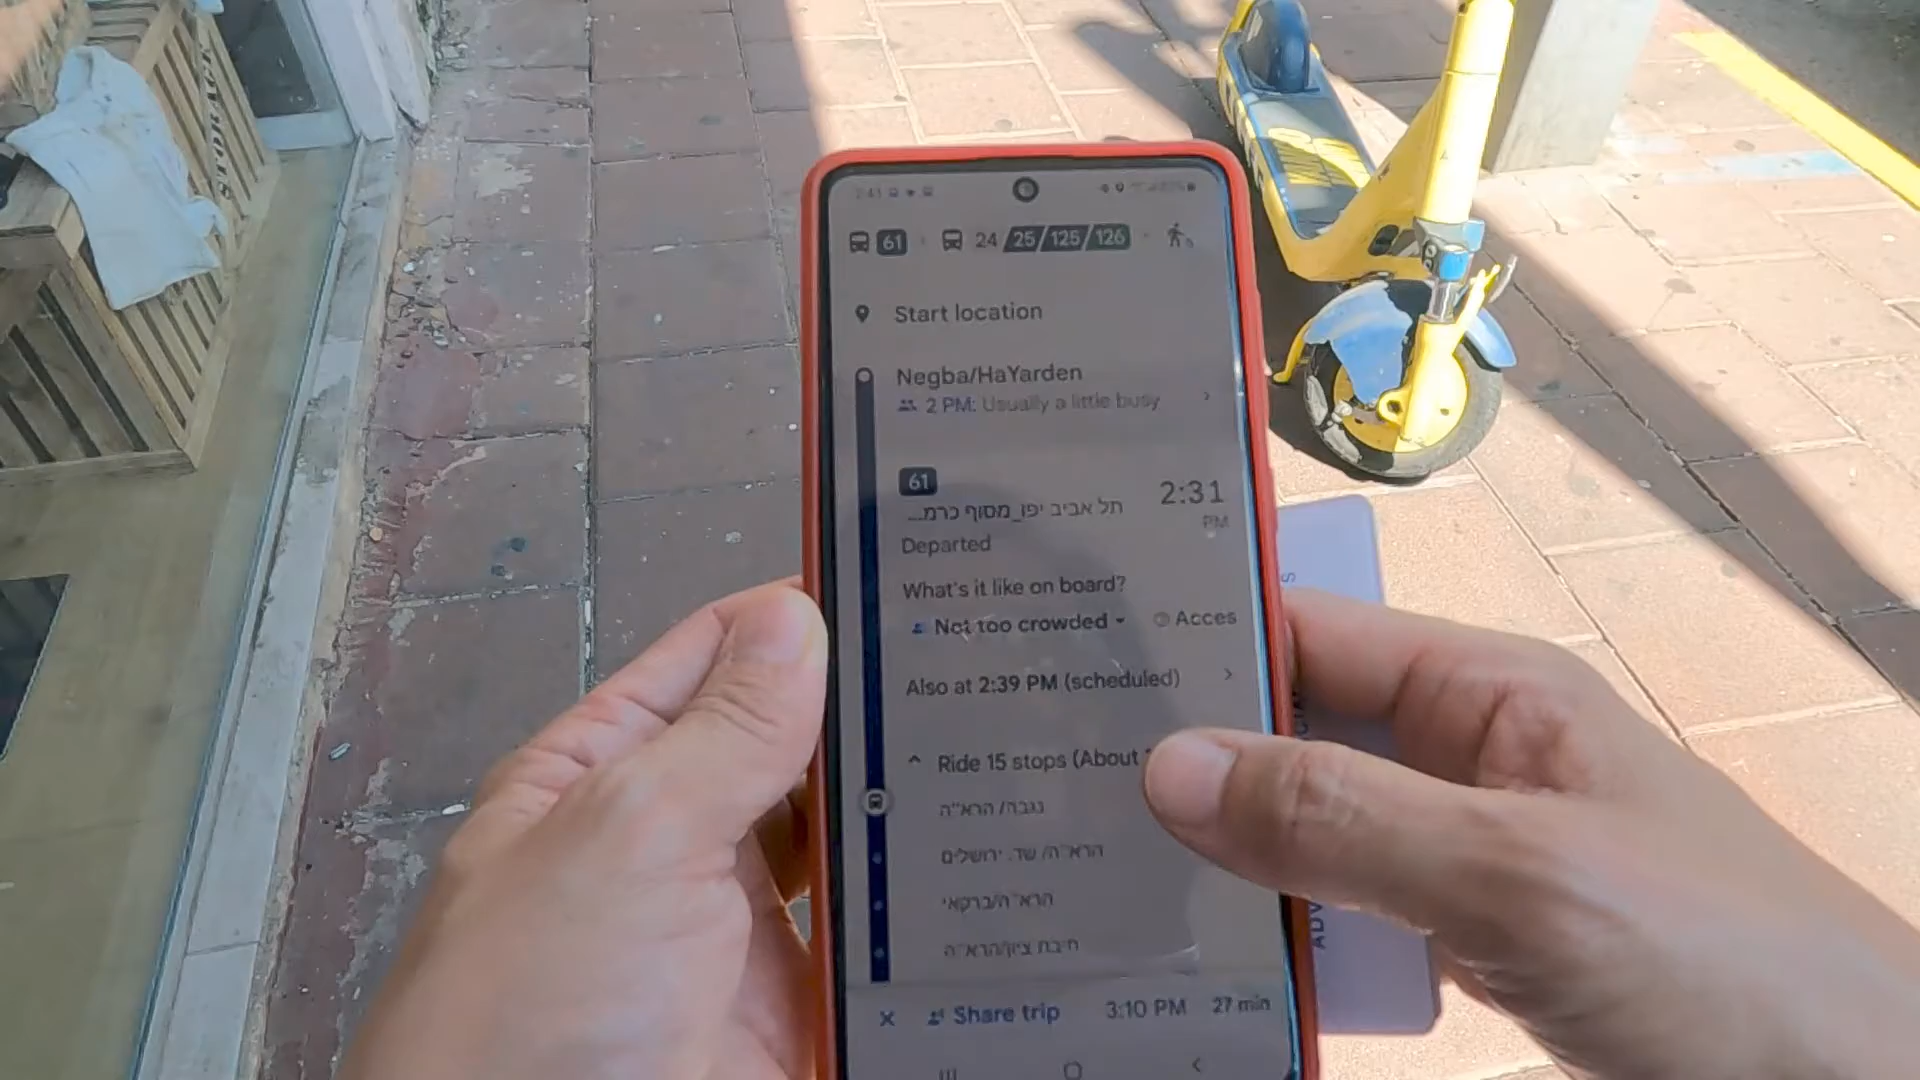 2:41
61 24 25/125/126
Start location
Negba/HaYarden
2 PM: Usually a little busy
61
2:31
PM
תל אביב יפו_מסוף כרמ...
Departed
What's it like on board?
Not too crowded Acces
Also at 2:39 PM (scheduled)
Ride 15 stops (About
נגבה/ הרא"ה
הרא"ה/ שד. ירושלים
הרא"ה/ברקאי
חיבת ציון/הרא"ה
Share trip 3:10 PM 27 min